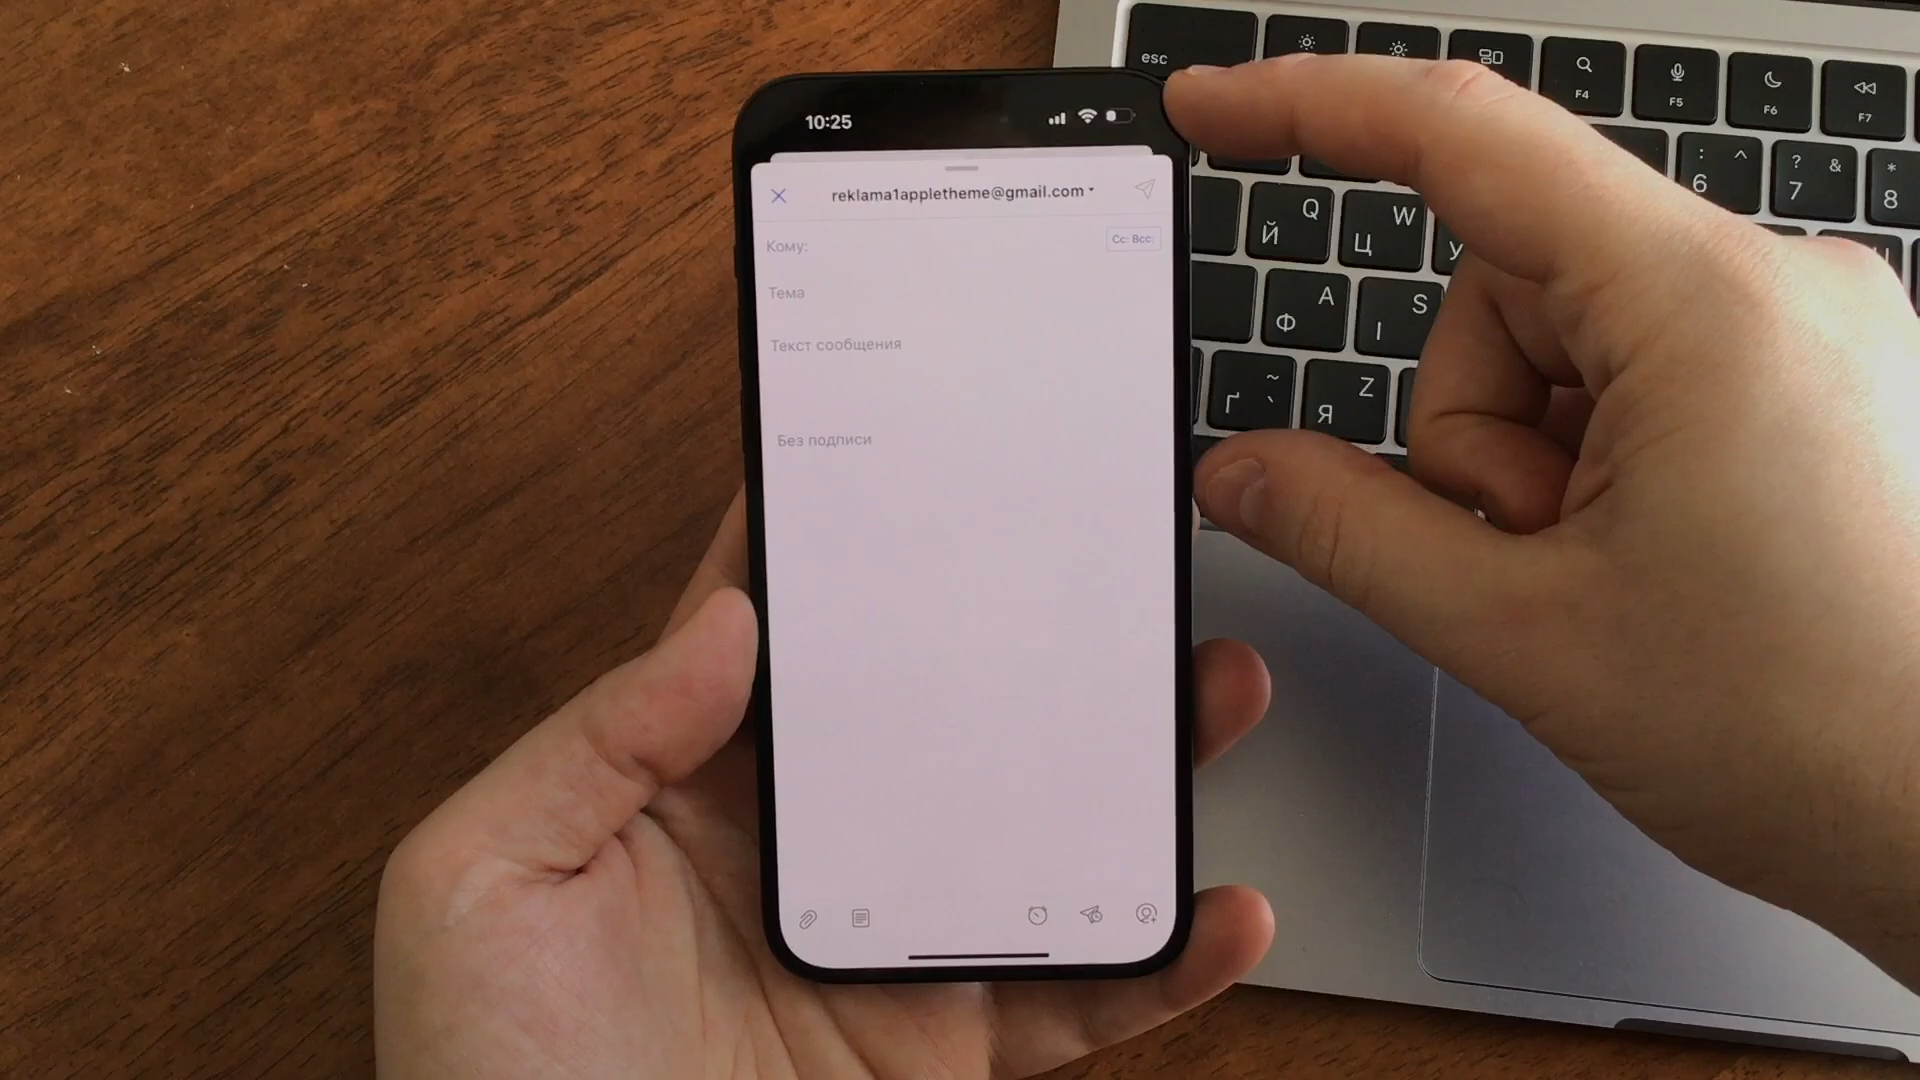 10:25
reklama1appletheme@gmail.com
Кому:
Cc: Bcc:
Тема
Текст сообщения
Без подписи
esc
F4
F5
F6
F7
: ^
6
? &
7
*
8
Q
Й
W
Ц
У
A
Ф
S
І
~
Ґ `
Z
Я